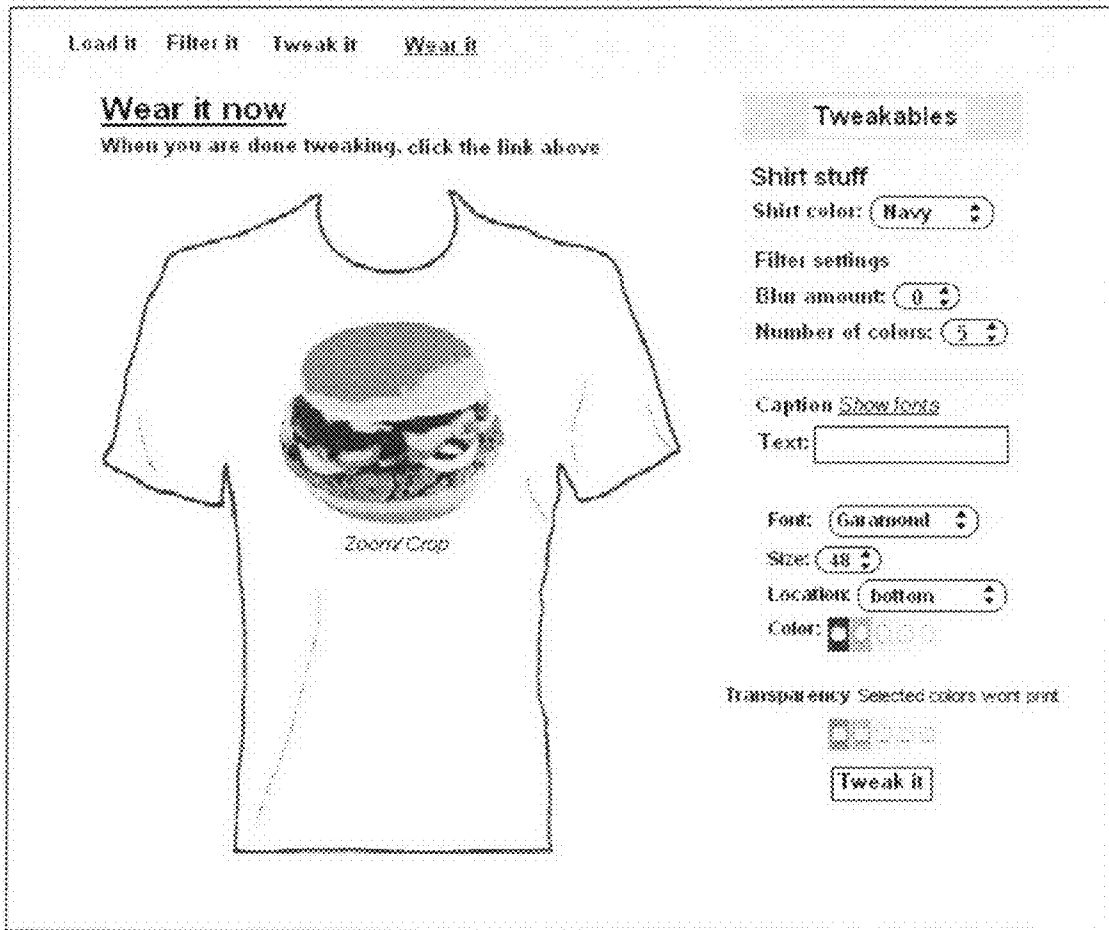 Load it Filter it Tweak it Wear it
Wear it now
When you are done tweaking, click the link above
Zoom/Crop
Tweakables
Shirt stuff
Shirt color: Navy
Filter settings
Blur amount: 0
Number of colors: 5
Caption Show fonts
Text:
Font: Garamond
Size: 48
Location: bottom
Color:
Transparency Selected colors wont print
Tweak it